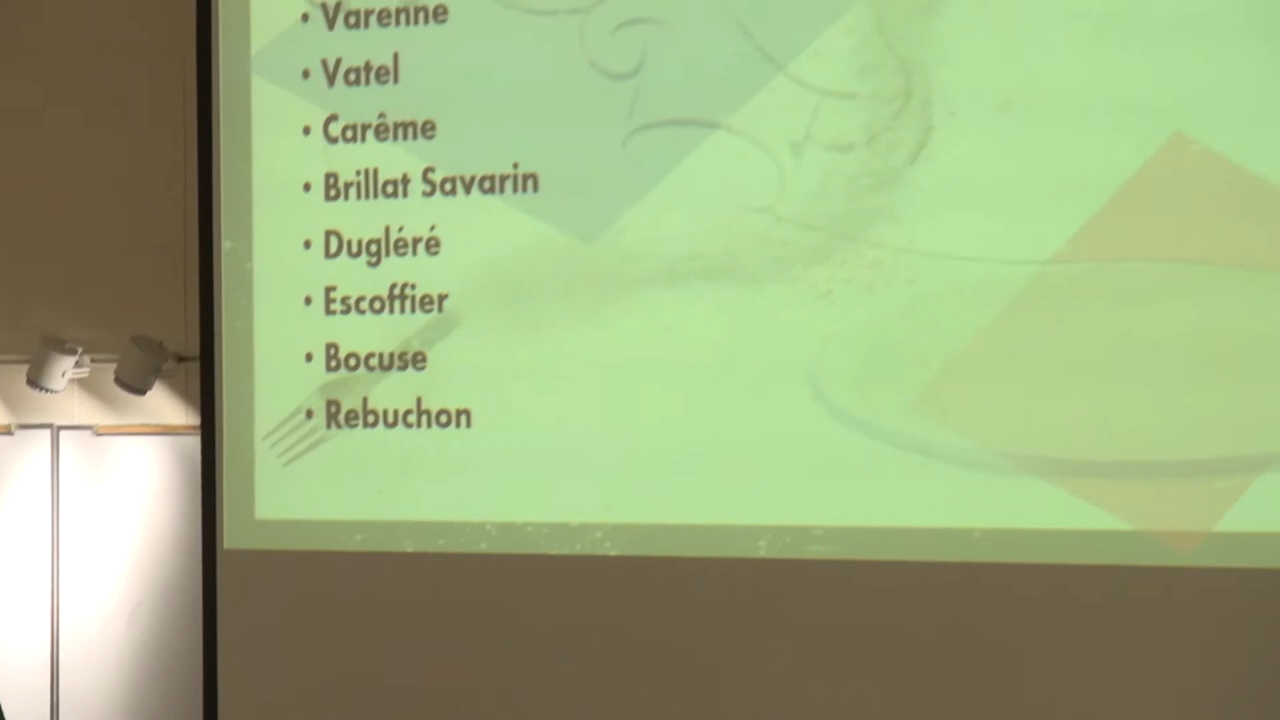 • Varenne
• Vatel
• Carême
• Brillat Savarin
• Dugléré
• Escoffier
• Bocuse
• Rebuchon